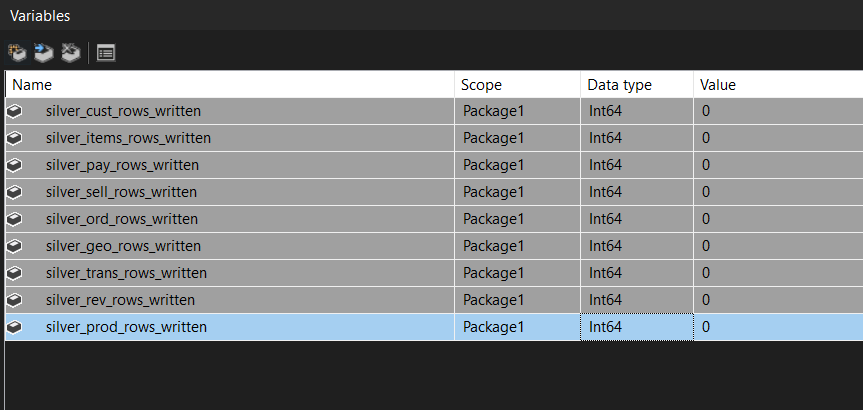 Variables
Name Scope Data type Value
silver_cust_rows_written Package1 Int64 0
silver_items_rows_written Package1 Int64 0
silver_pay_rows_written Package1 Int64 0
silver_sell_rows_written Package1 Int64 0
silver_ord_rows_written Package1 Int64 0
silver_geo_rows_written Package1 Int64 0
silver_trans_rows_written Package1 Int64 0
silver_rev_rows_written Package1 Int64 0
silver_prod_rows_written Package1 Int64 0